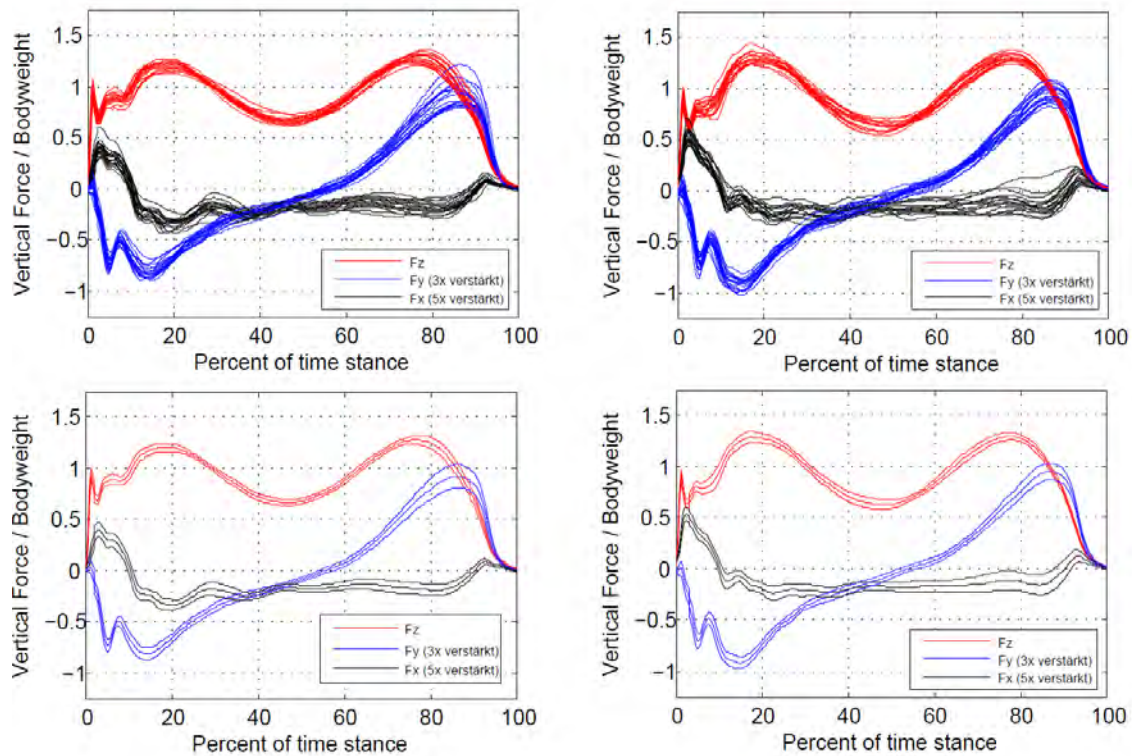 Vertical Force / Bodyweight
1.5
1
0.5
0
−0.5
−1
0 20 40 60 80 100
Percent of time stance
Fz
Fy (3x verstärkt)
Fx (5x verstärkt)
Vertical Force / Bodyweight
1.5
1
0.5
0
−0.5
−1
0 20 40 60 80 100
Percent of time stance
Fz
Fy (3x verstärkt)
Fx (5x verstärkt)
Vertical Force / Bodyweight
1.5
1
0.5
0
−0.5
−1
0 20 40 60 80 100
Percent of time stance
Fz
Fy (3x verstärkt)
Fx (5x verstärkt)
Vertical Force / Bodyweight
1.5
1
0.5
0
−0.5
−1
0 20 40 60 80 100
Percent of time stance
Fz
Fy (3x verstärkt)
Fx (5x verstärkt)